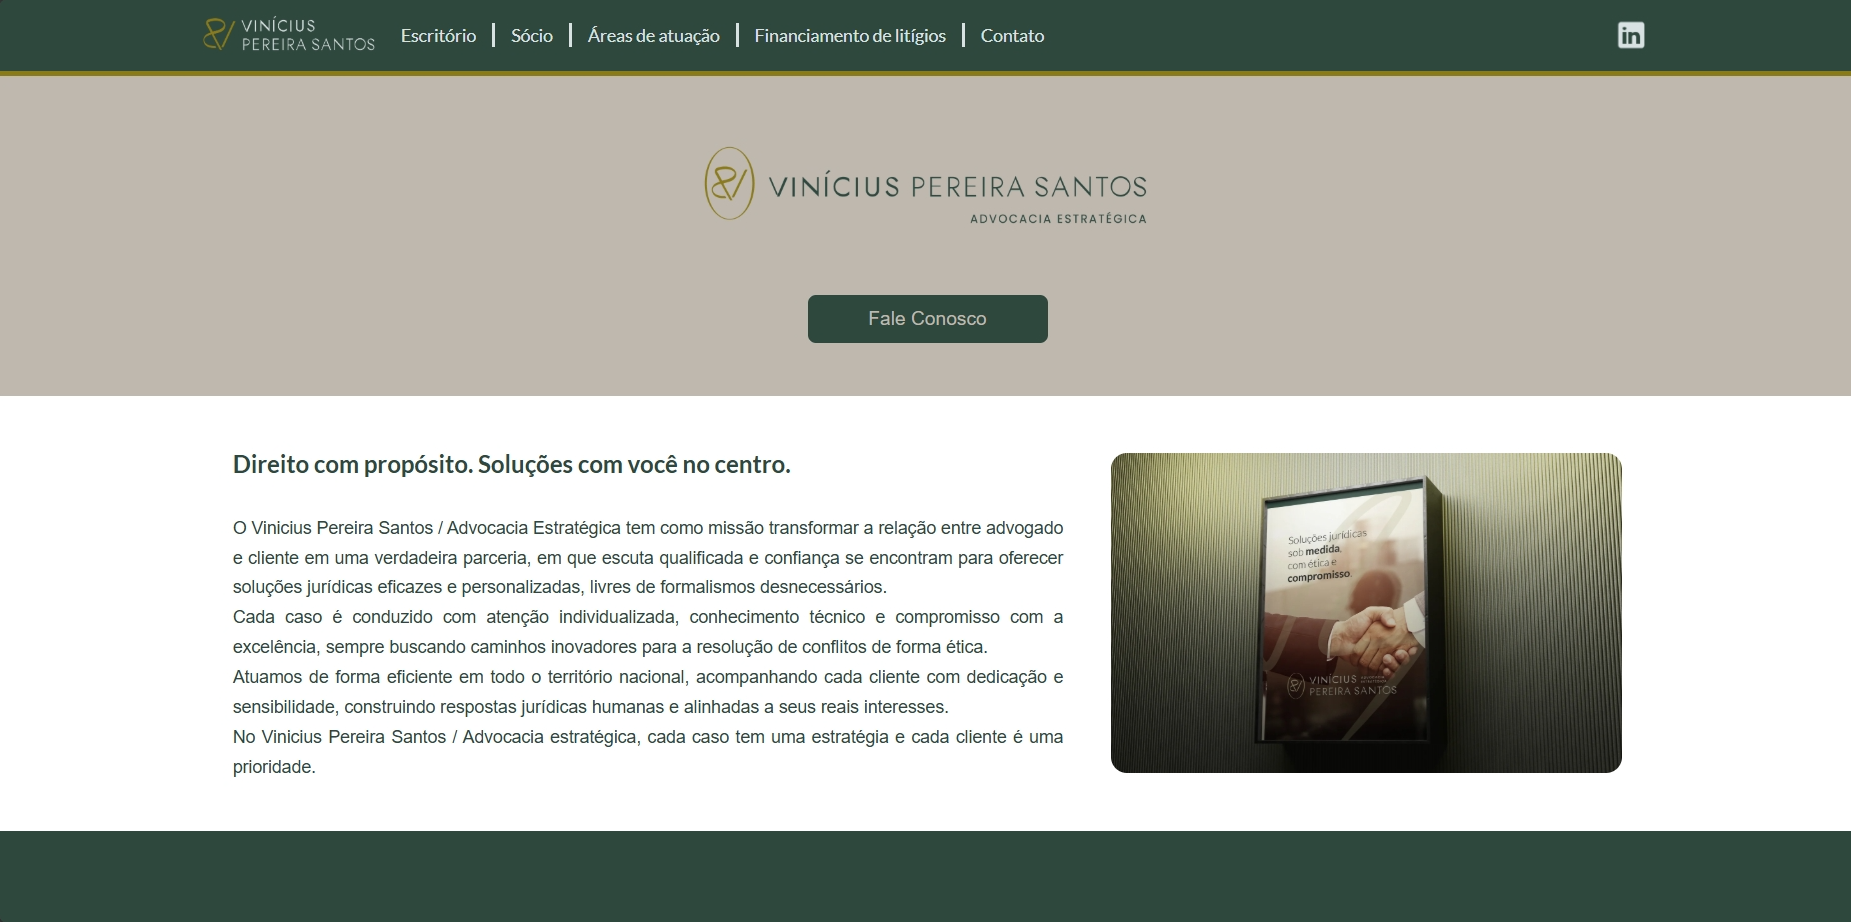 VINÍCIUS
PEREIRA SANTOS
Escritório
Sócio
Áreas de atuação
Financiamento de litígios
Contato
in
VINÍCIUS PEREIRA SANTOS
ADVOCACIA ESTRATÉGICA
Fale Conosco
Direito com propósito. Soluções com você no centro.
O Vinicius Pereira Santos / Advocacia Estratégica tem como missão transformar a relação entre advogado
e cliente em uma verdadeira parceria, em que escuta qualificada e confiança se encontram para oferecer
soluções jurídicas eficazes e personalizadas, livres de formalismos desnecessários.
Cada caso é conduzido com atenção individualizada, conhecimento técnico e compromisso com a
excelência, sempre buscando caminhos inovadores para a resolução de conflitos de forma ética.
Atuamos de forma eficiente em todo o território nacional, acompanhando cada cliente com dedicação e
sensibilidade, construindo respostas jurídicas humanas e alinhadas a seus reais interesses.
No Vinicius Pereira Santos / Advocacia estratégica, cada caso tem uma estratégia e cada cliente é uma
prioridade.
Soluções jurídicas
sob medida,
com ética e
compromisso.
VINÍCIUS
PEREIRA SANTOS